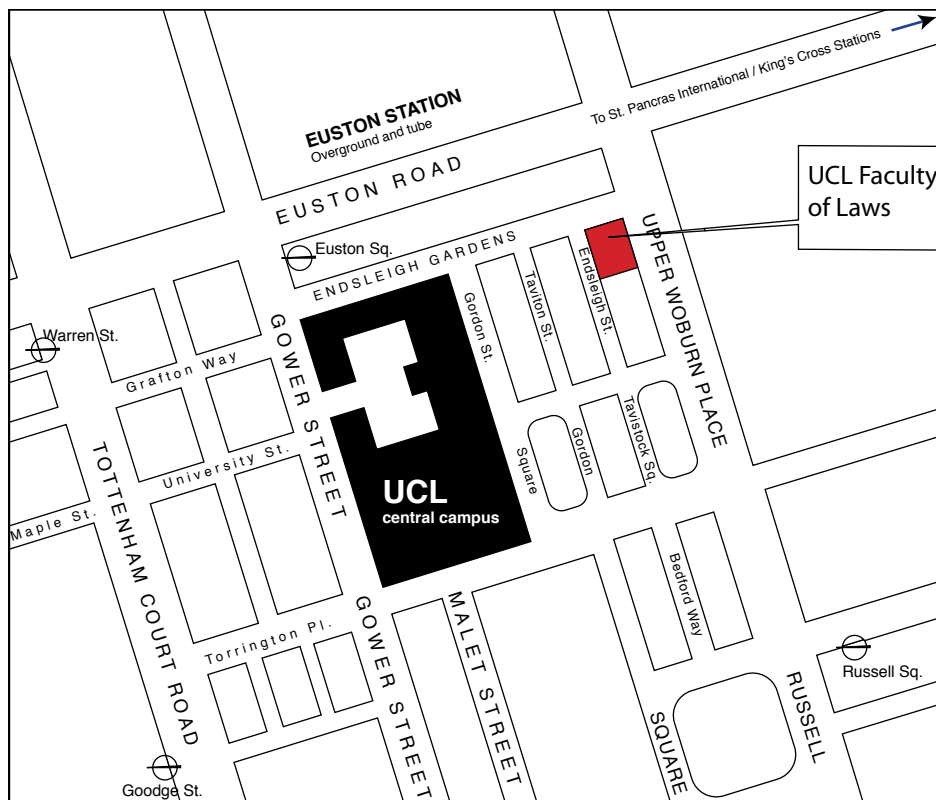 To St. Pancras International / King's Cross Stations
EUSTON STATION
Overground and tube
EUSTON ROAD
UCL Faculty
of Laws
Euston Sq.
ENDSLEIGH GARDENS
UPPER WOBURN PLACE
Endsleigh St.
Taviton St.
Gordon St.
Warren St.
Grafton Way
GOWER STREET
TOTTENHAM COURT ROAD
University St.
Maple St.
UCL
central campus
Square
Gordon
Tavistock Sq.
Bedford Way
Torrington Pl.
GOWER STREET
MALET STREET
Russell Sq.
RUSSELL
SQUARE
Goodge St.